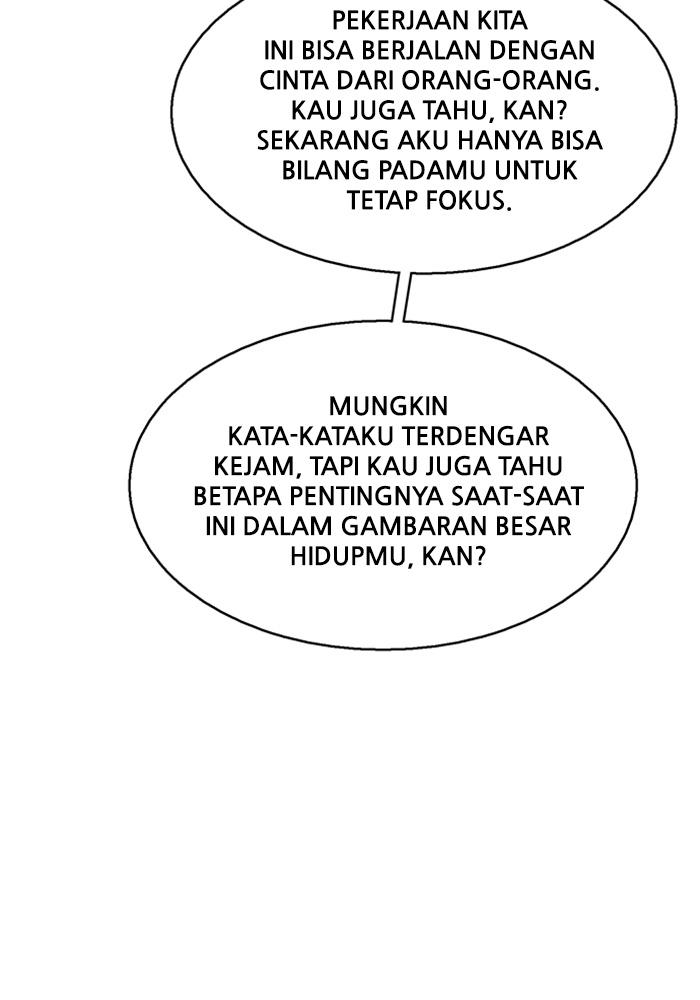 PEKERJAAN KITA
INI BISA BERJALAN DENGAN
CINTA DARI ORANG-ORANG.
KAU JUGA TAHU, KAN?
SEKARANG AKU HANYA BISA
BILANG PADAMU UNTUK
TETAP FOKUS.
MUNGKIN
KATA-KATAKU TERDENGAR
KEJAM, TAPI KAU JUGA TAHU
BETAPA PENTINGNYA SAAT-SAAT
INI DALAM GAMBARAN BESAR
HIDUPMU, KAN?